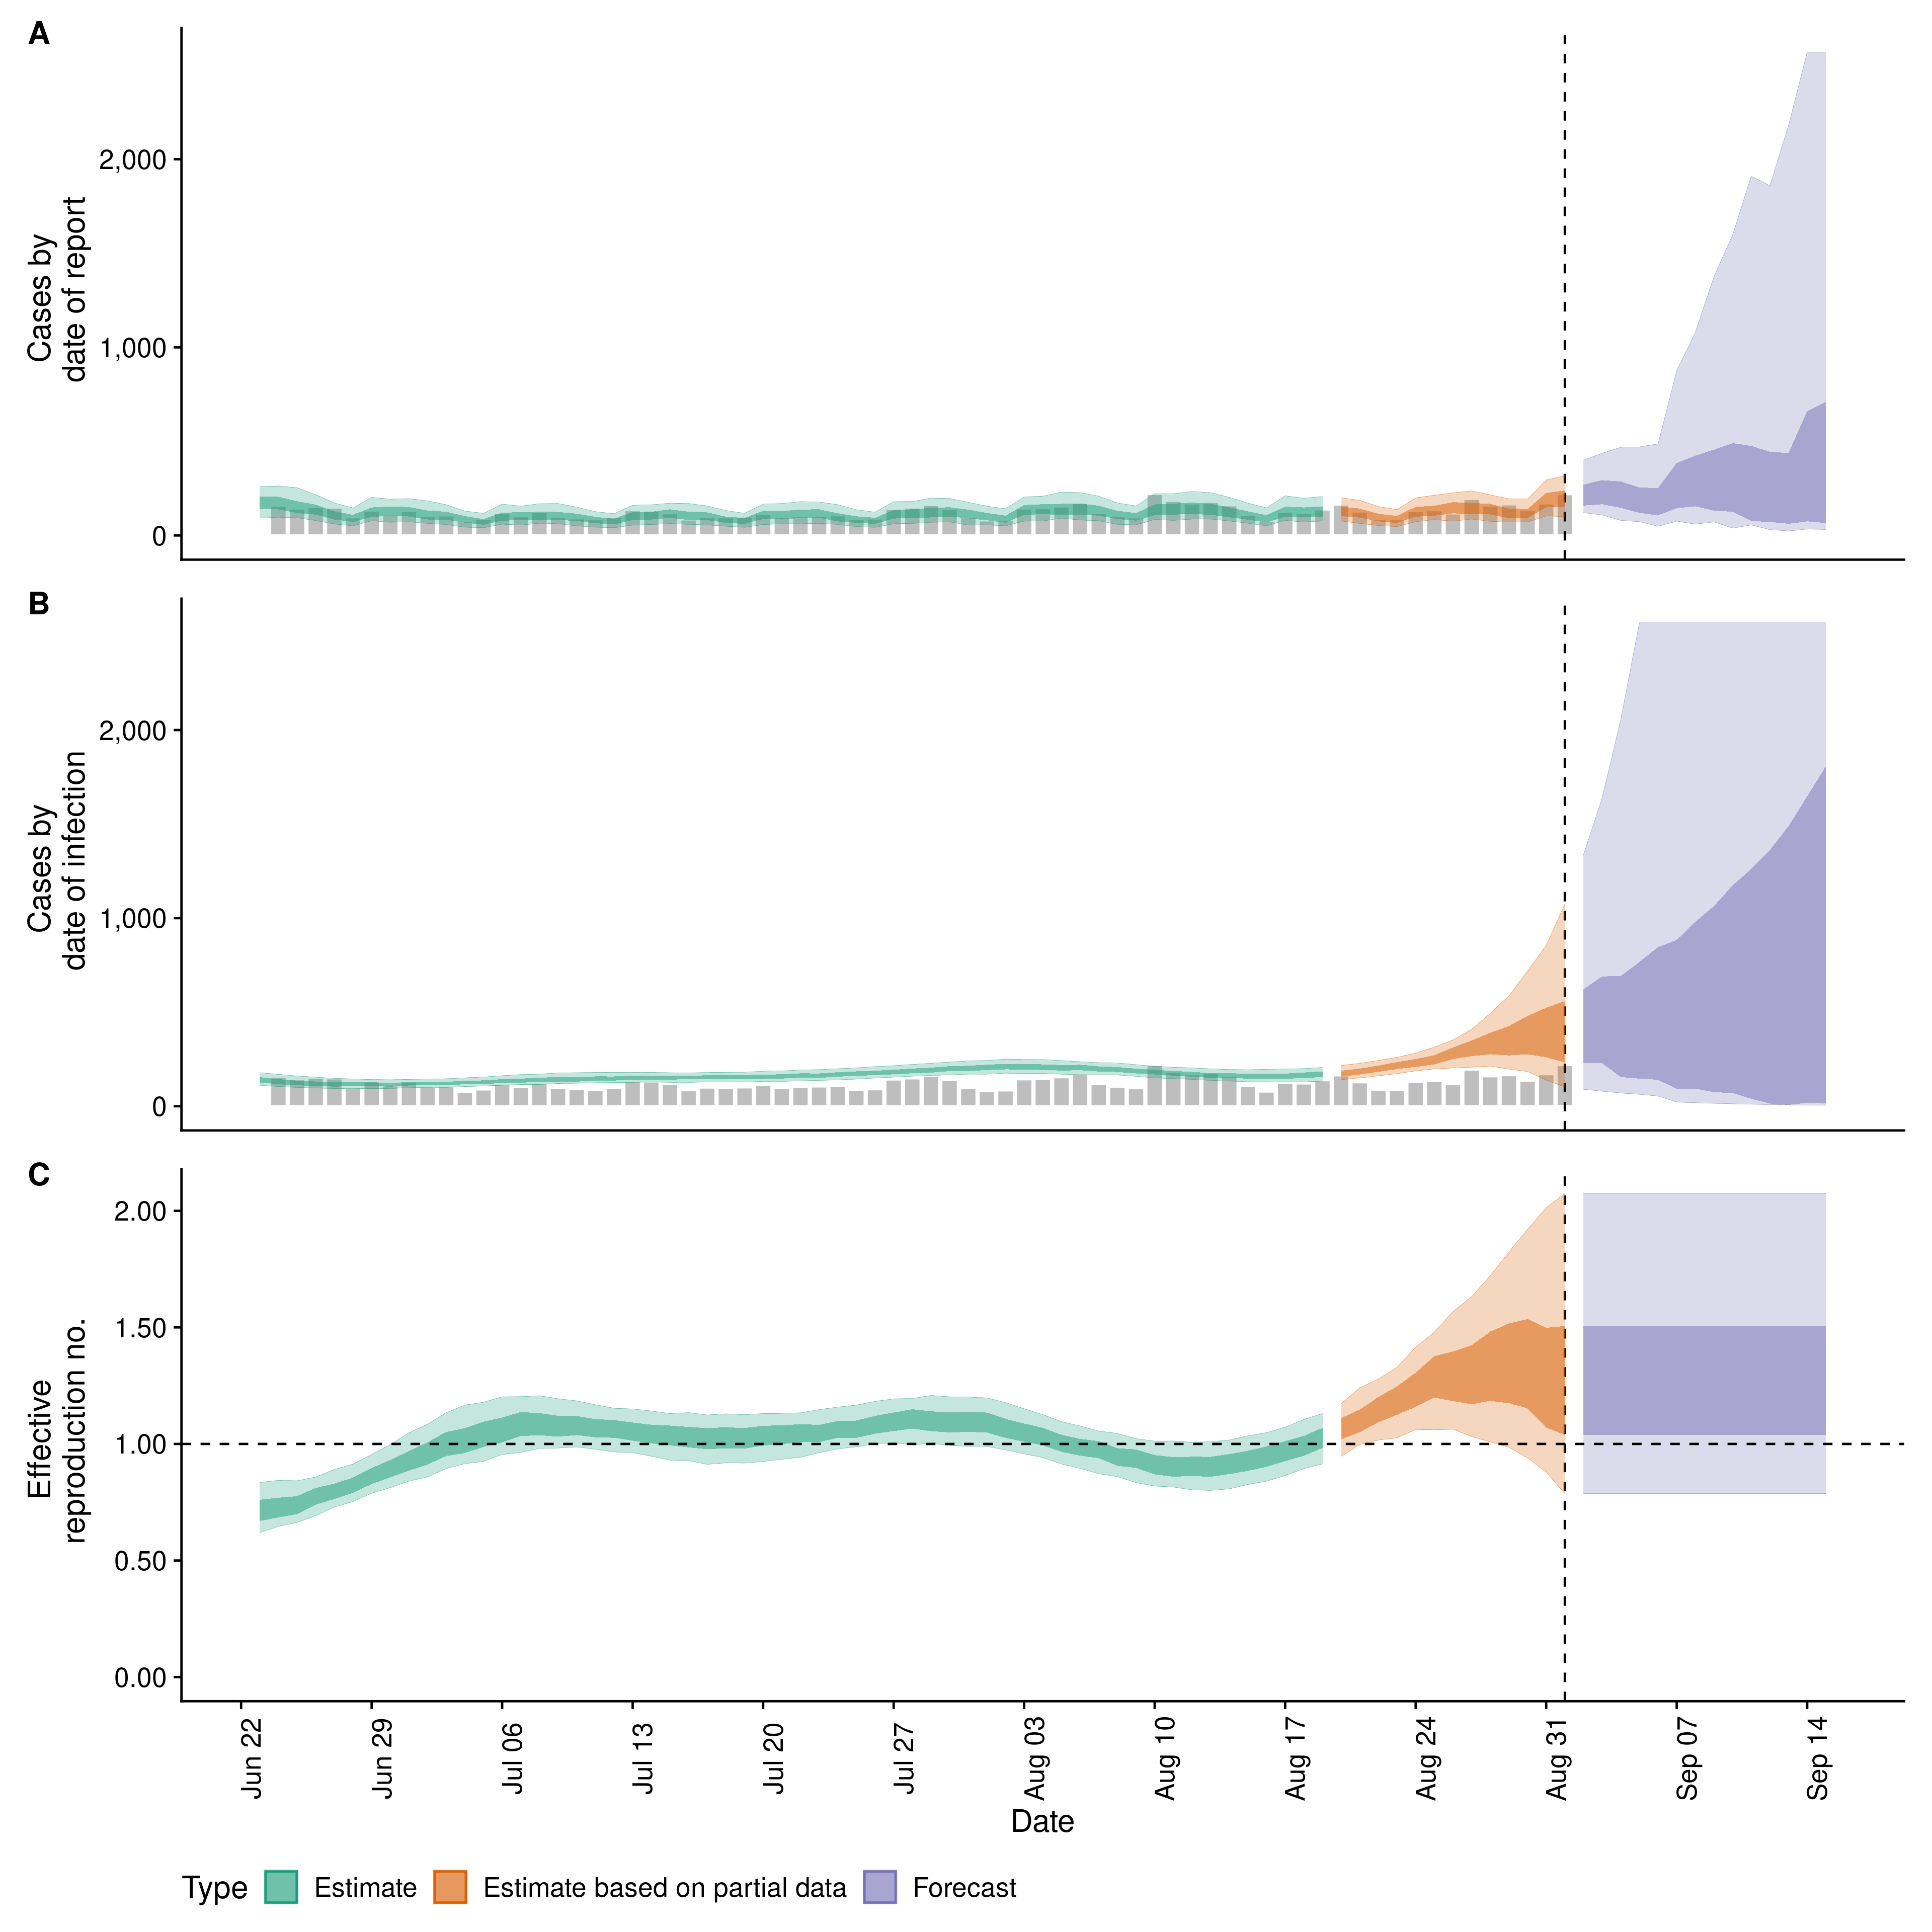 A
Cases by
date of report
2,000
1,000
0
B
Cases by
date of infection
2,000
1,000
0
C
Effective
reproduction no.
2.00
1.50
1.00
0.50
0.00
Jun 22
Jun 29
Jul 06
Jul 13
Jul 20
Jul 27
Aug 03
Aug 10
Aug 17
Aug 24
Aug 31
Sep 07
Sep 14
Date
Type Estimate Estimate based on partial data Forecast